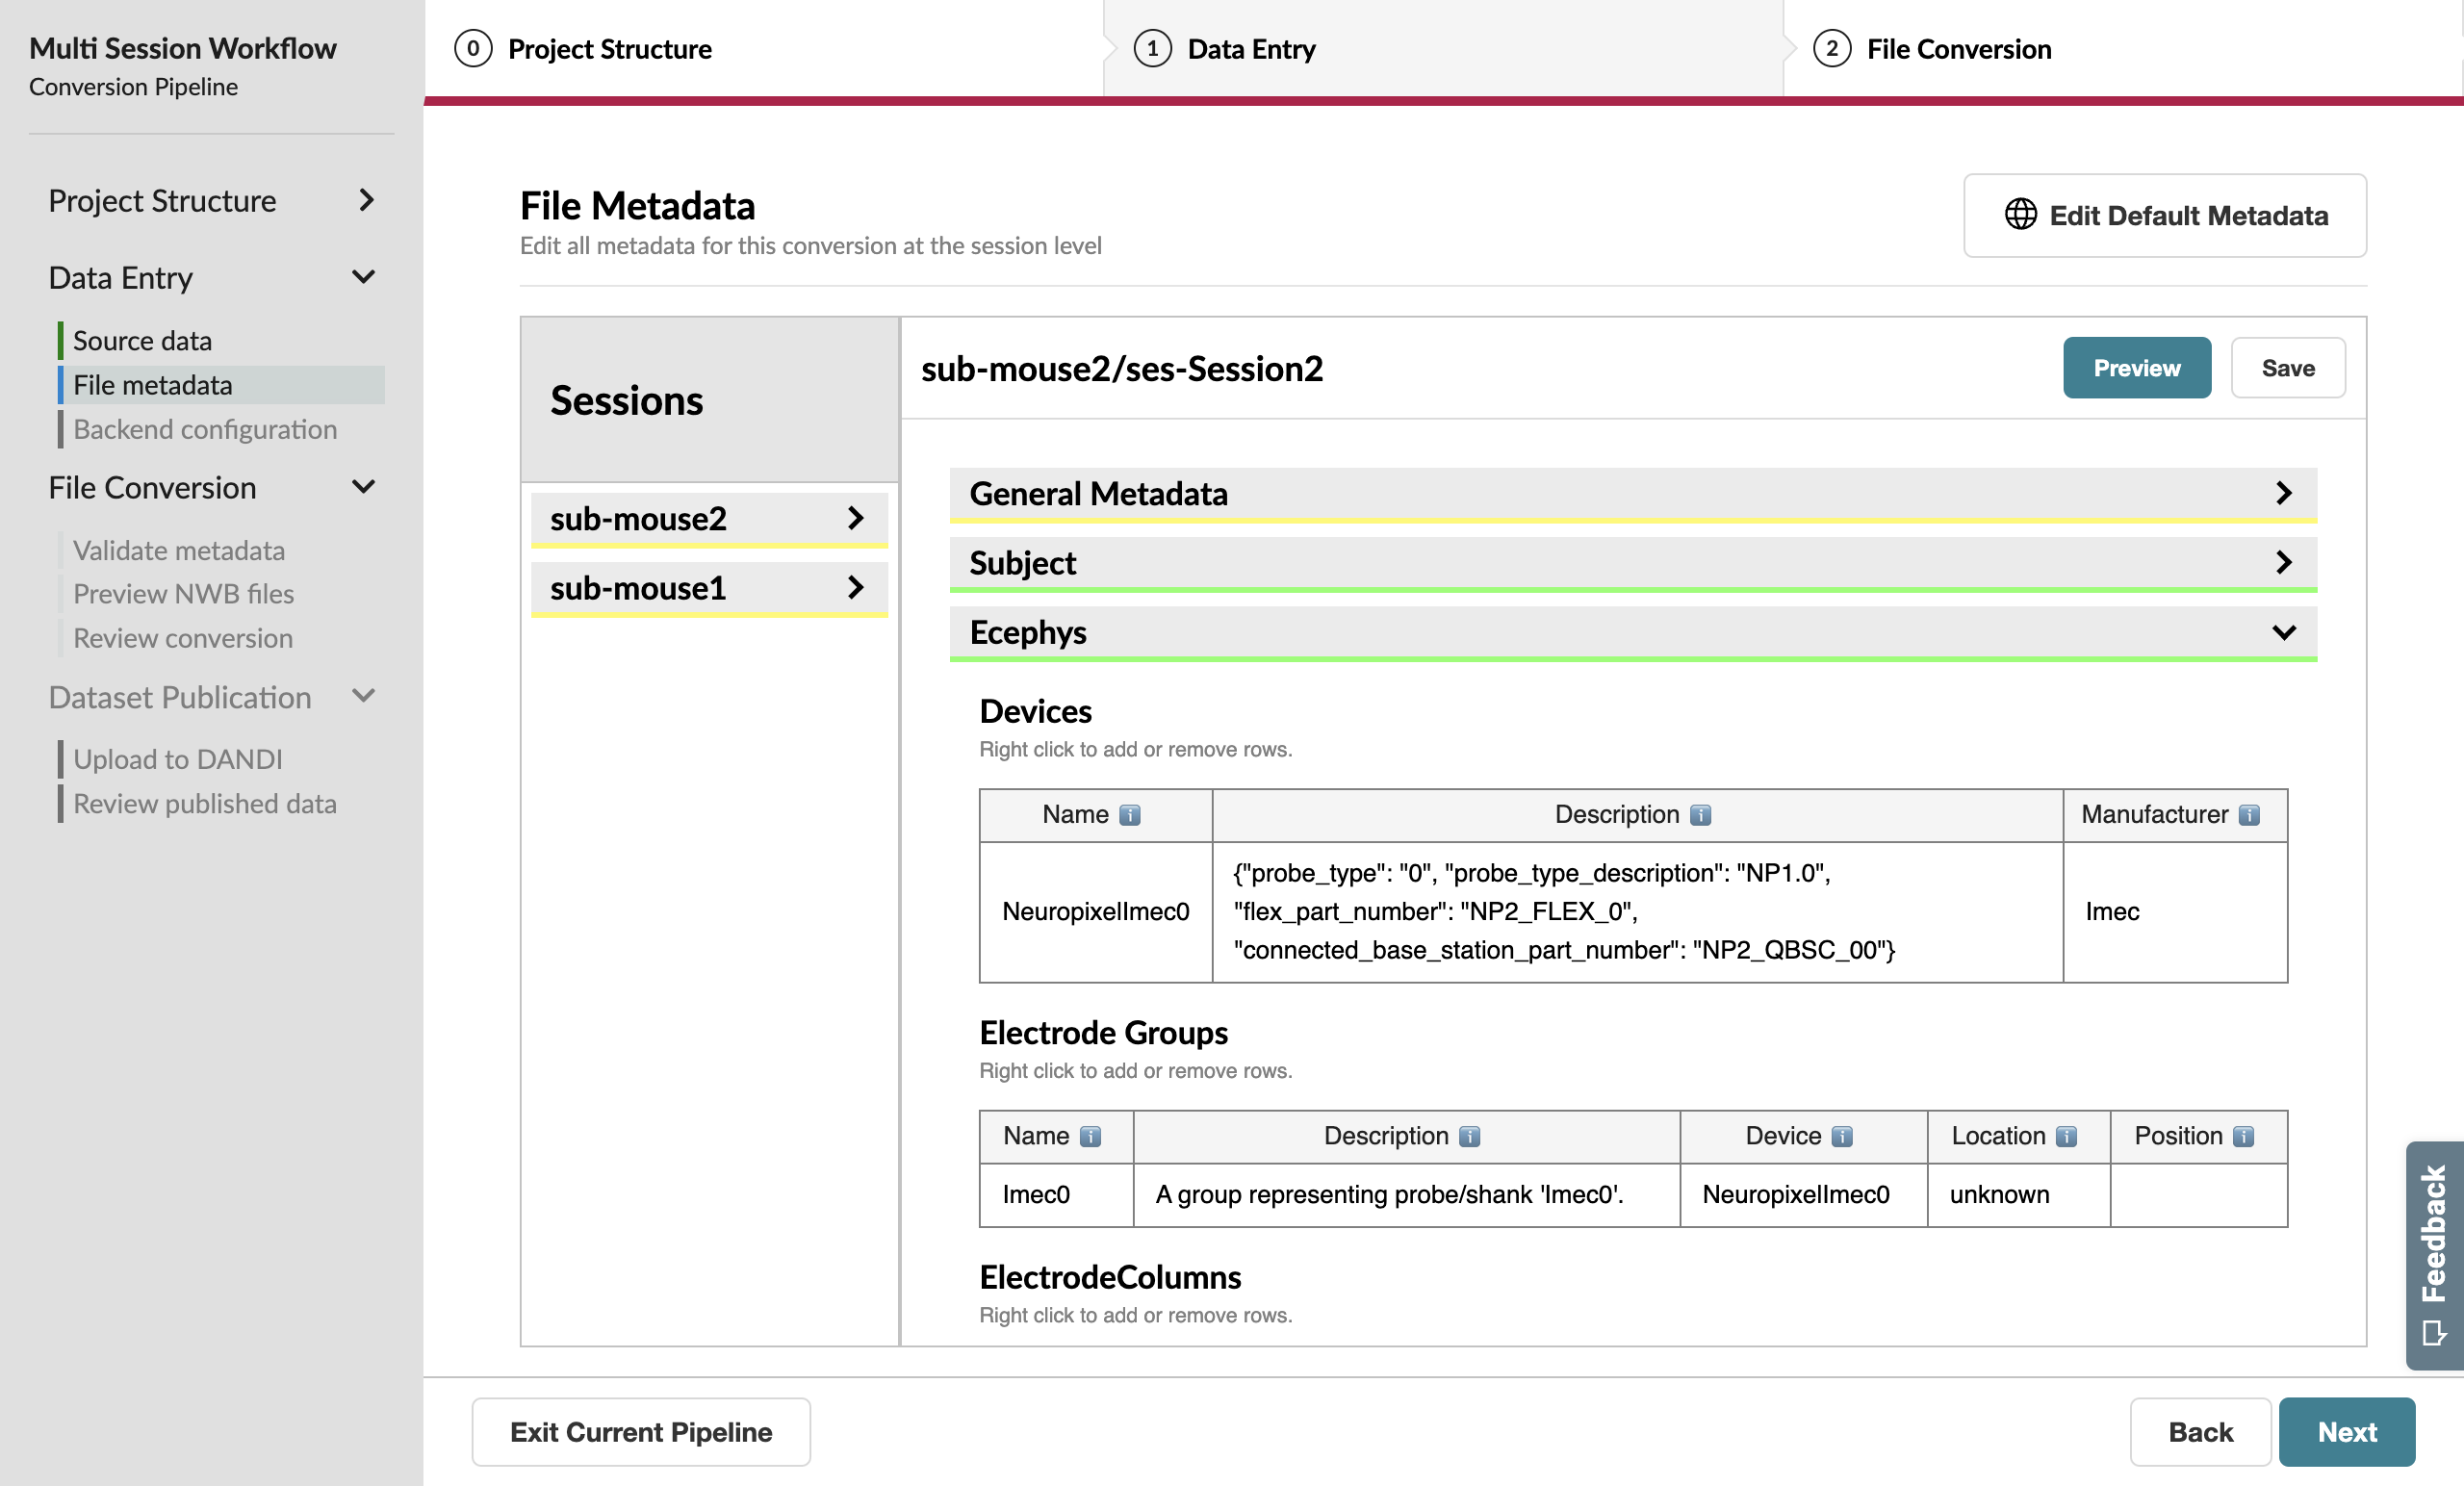 Multi Session Workflow
Conversion Pipeline
Project Structure
Data Entry
Source data
File metadata
Backend configuration
File Conversion
Validate metadata
Preview NWB files
Review conversion
Dataset Publication
Upload to DANDI
Review published data
0 Project Structure
1 Data Entry
2 File Conversion
File Metadata
Edit all metadata for this conversion at the session level
Edit Default Metadata
Sessions
sub-mouse2
sub-mouse1
sub-mouse2/ses-Session2
Preview Save
General Metadata
Subject
Ecephys
Devices
Right click to add or remove rows.
Name i Description i Manufacturer i
NeuropixelImec0
{"probe_type": "0", "probe_type_description": "NP1.0",
"flex_part_number": "NP2_FLEX_0",
"connected_base_station_part_number": "NP2_QBSC_00"}
Imec
Electrode Groups
Right click to add or remove rows.
Name i Description i Device i Location i Position i
Imec0 A group representing probe/shank 'Imec0'. NeuropixelImec0 unknown
ElectrodeColumns
Right click to add or remove rows.
Feedback
Exit Current Pipeline
Back Next